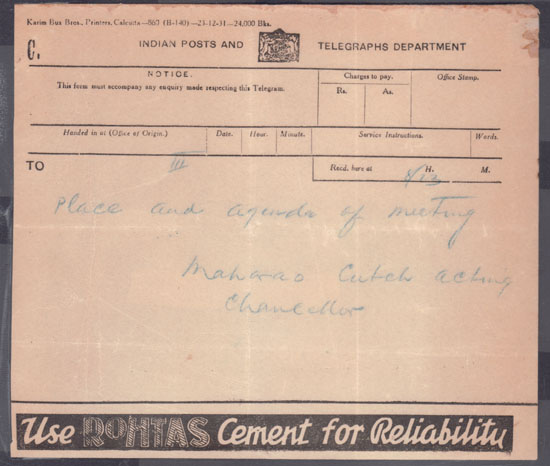 Karim Bux Bros., Printers, Calcutta—860 (B-140)—23-12-31—24,000 Bks.
C.
INDIAN POSTS AND TELEGRAPHS DEPARTMENT
NOTICE.
This form must accompany any enquiry made respecting this Telegram.
Charges to pay.
Rs. As.
Office Stamp.
Handed in at (Office of Origin.) Date. Hour. Minute. Service Instructions. Words.
TO III Recd. here at 8/13 H. M.
Place and agenda of meeting
Maharao Cutch acting
Chancellor
Use ROHTAS Cement for Reliability